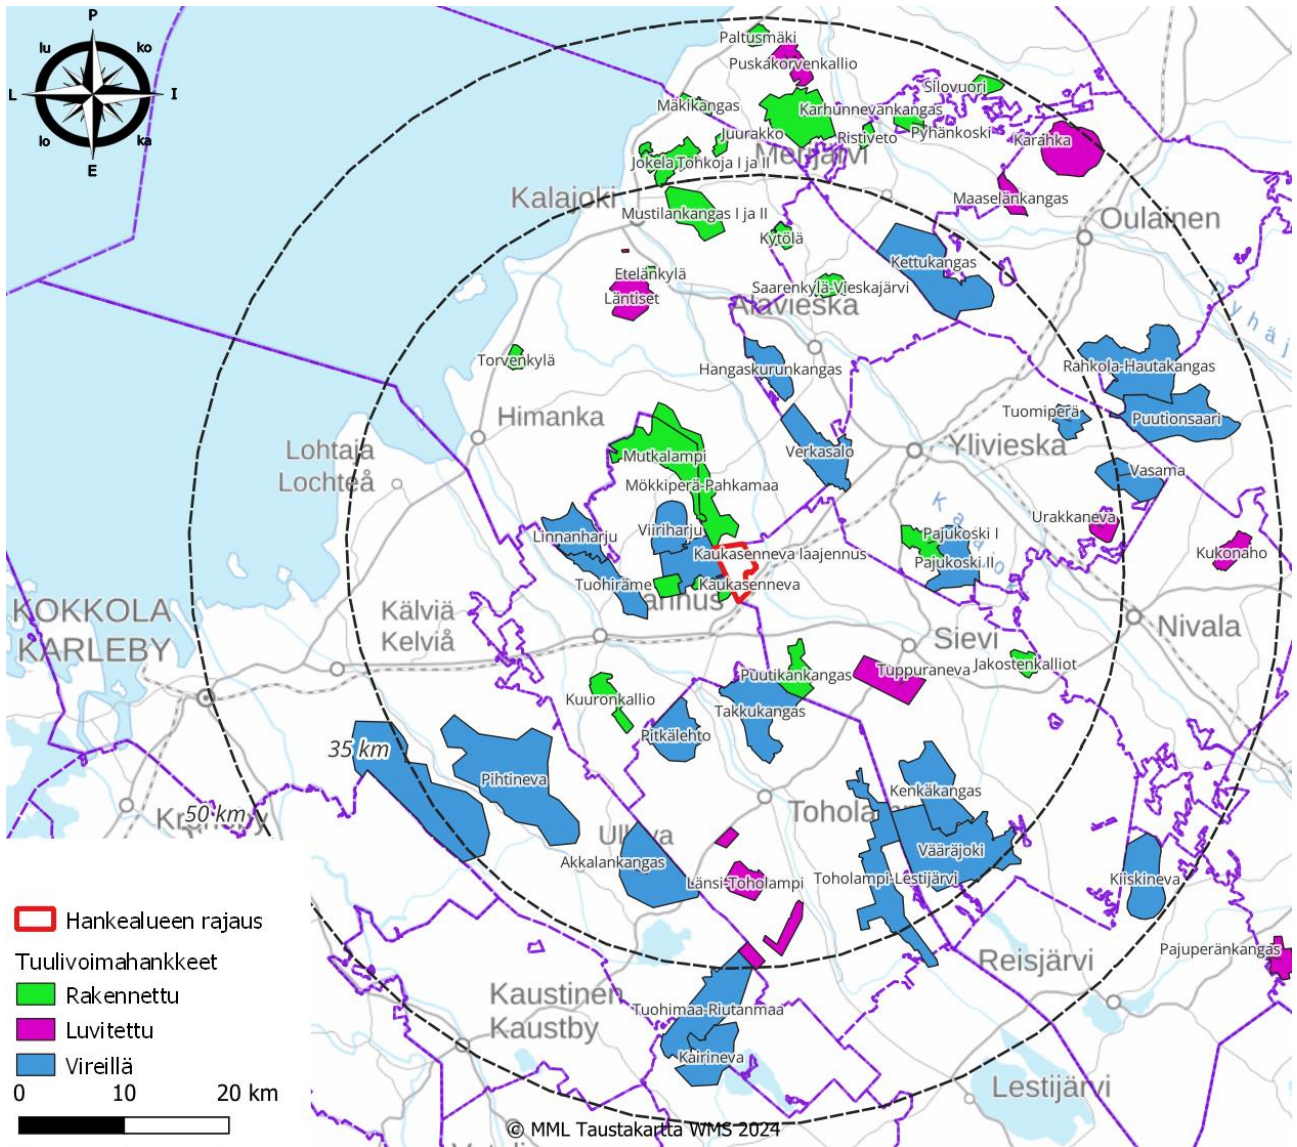 P
lu
ko
L
I
lo
ka
E
Paltusmäki
Puskakorvenkallio
Silovuori
Mäkikangas
Karhunnevankangas
Juurakko
Ristiveto
Pyhänkoski
Karahka
Merijärvi
Jokela Tohkoja I ja II
Maaselänkangas
Kalajoki
Mustilankangas I ja II
Oulainen
Kytölä
Kettukangas
Etelänkylä
Läntiset
Saarenkylä-Vieskajärvi
Alavieska
Pyhäj
Torvenkylä
Hangaskurunkangas
Rahkola-Hautakangas
Himanka
Tuomiperä
Puutionsaari
Lohtaja
Lochteå
Mutkalampi
Verkasalo
Ylivieska
Vasama
Mökkiperä-Pahkamaa
Urakkaneva
Linnanharju
Viiriharju
Pajukoski I
Kaukasenneva laajennus
Pajukoski II
Kukonaho
Tuohiräme
Kaukasenneva
KOKKOLA
KARLEBY
Kälviä
Kelviå
Sievi
Nivala
Puutikankangas
Tuppuraneva
Jakostenkalliot
Kuuronkallio
Takkukangas
Pitkälehto
35 km
Pihtineva
Kenkäkangas
50 km
Vääräjoki
Akkalankangas
Länsi-Toholampi
Toholampi-Lestijärvi
Kiiskineva
Hankealueen rajaus
Pajuperänkangas
Reisjärvi
Tuulivoimahankkeet
Rakennettu
Kaustinen
Kaustby
Tuohimaa-Riutanmaa
Luvitettu
Kairineva
Vireillä
Lestijärvi
0 10 20 km
© MML Taustakartta WMS 2024